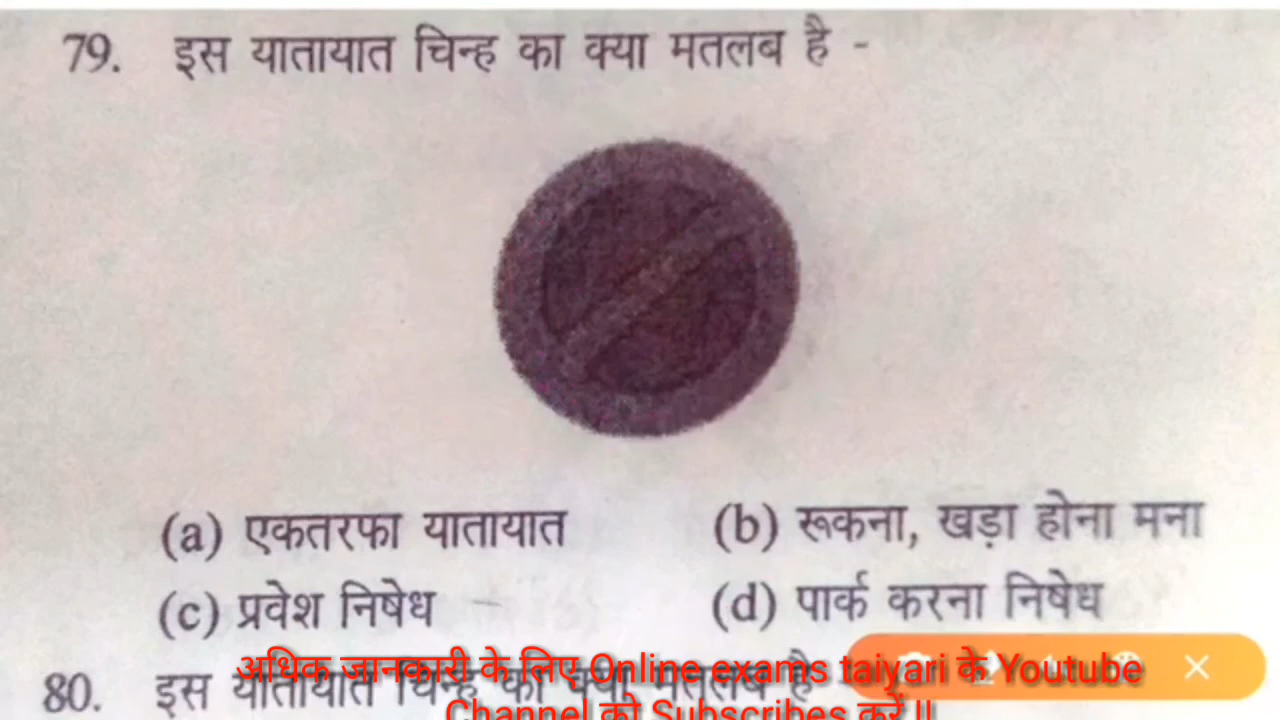 79. इस यातायात चिन्ह का क्या मतलब है -
(a) एकतरफा यातायात (b) रूकना, खड़ा होना मना
(c) प्रवेश निषेध (d) पार्क करना निषेध
80. इस यातायात चिन्ह का क्या मतलब है
अधिक जानकारी के लिए Online exams taiyari के Youtube
Channel को Subscribes करें !!